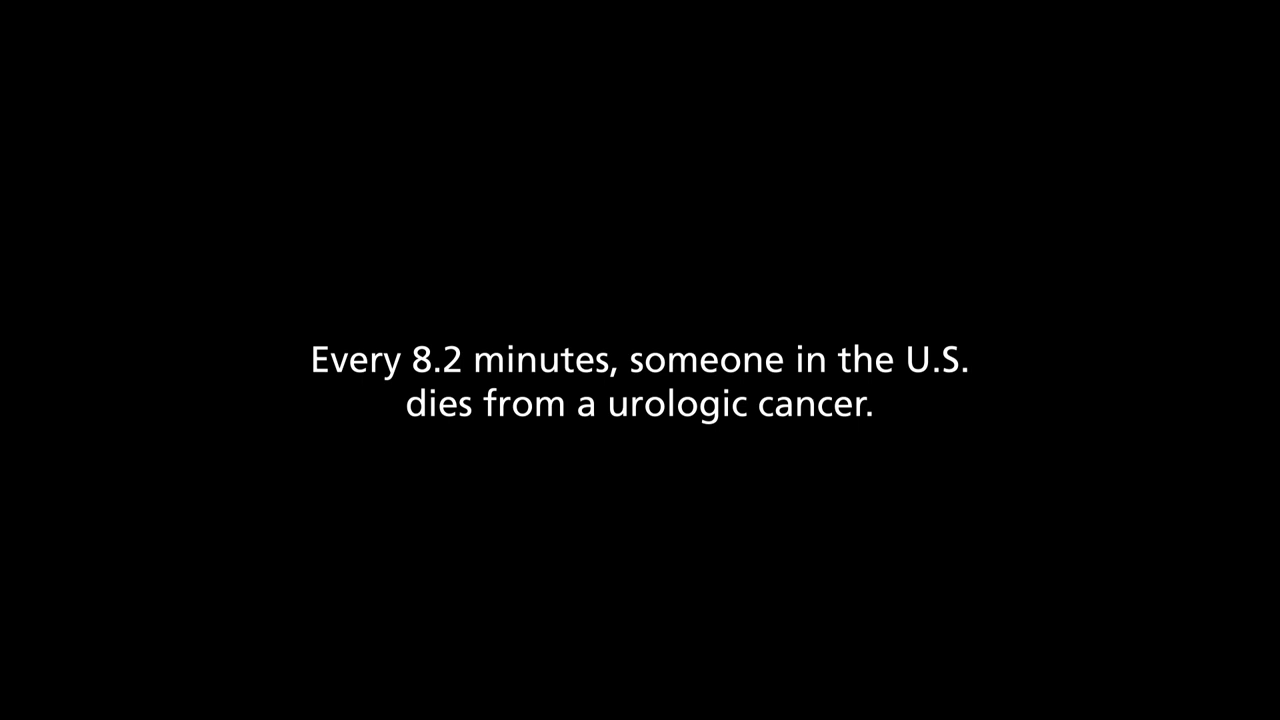 Every 8.2 minutes, someone in the U.S.
dies from a urologic cancer.